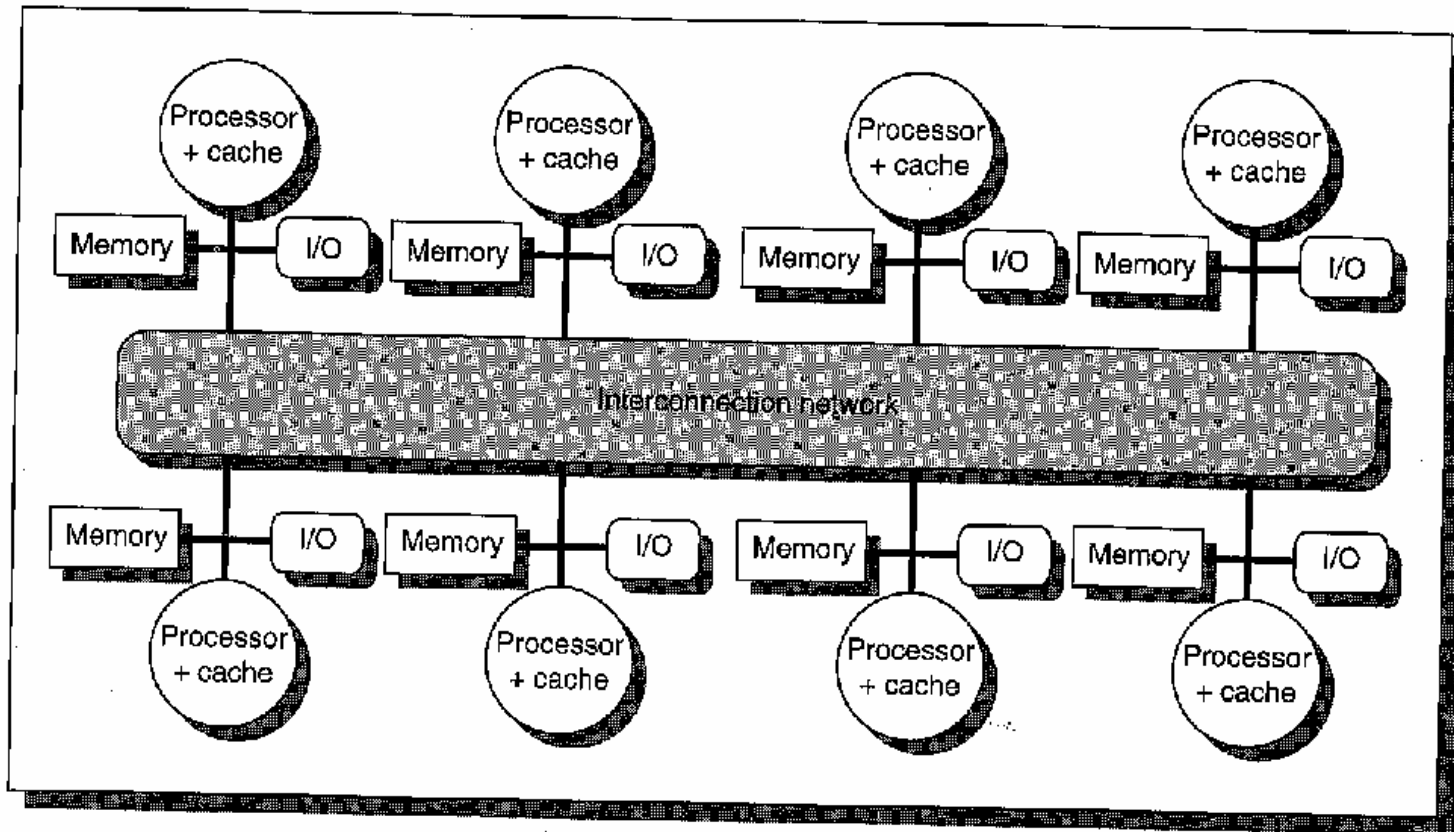 Processor
+ cache
Processor
+ cache
Processor
+ cache
Processor
+ cache
Memory
I/O
Memory
I/O
Memory
I/O
Memory
I/O
Interconnection network
Memory
I/O
Memory
I/O
Memory
I/O
Memory
I/O
Processor
+ cache
Processor
+ cache
Processor
+ cache
Processor
+ cache